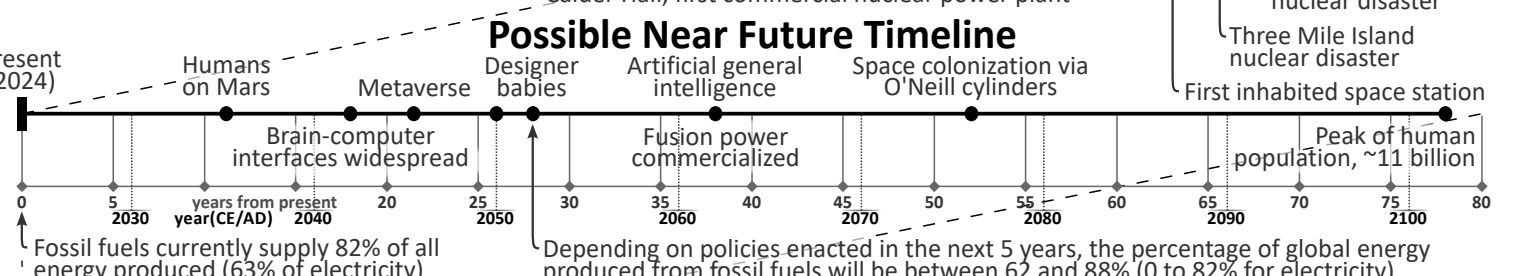 Calder Hall, first commercial nuclear power plant
nuclear disaster
Possible Near Future Timeline
Three Mile Island
nuclear disaster
resent
2024)
Humans
on Mars
Metaverse
Designer
babies
Artificial general
intelligence
Space colonization via
O'Neill cylinders
First inhabited space station
Brain-computer
interfaces widespread
Fusion power
commercialized
Peak of human
population, ~11 billion
0 5 years from present 20 25 30 35 40 45 50 55 60 65 70 75 80
2030 year(CE/AD) 2040 2050 2060 2070 2080 2090 2100
Fossil fuels currently supply 82% of all
energy produced (63% of electricity)
Depending on policies enacted in the next 5 years, the percentage of global energy
produced from fossil fuels will be between 62 and 88% (0 to 82% for electricity)